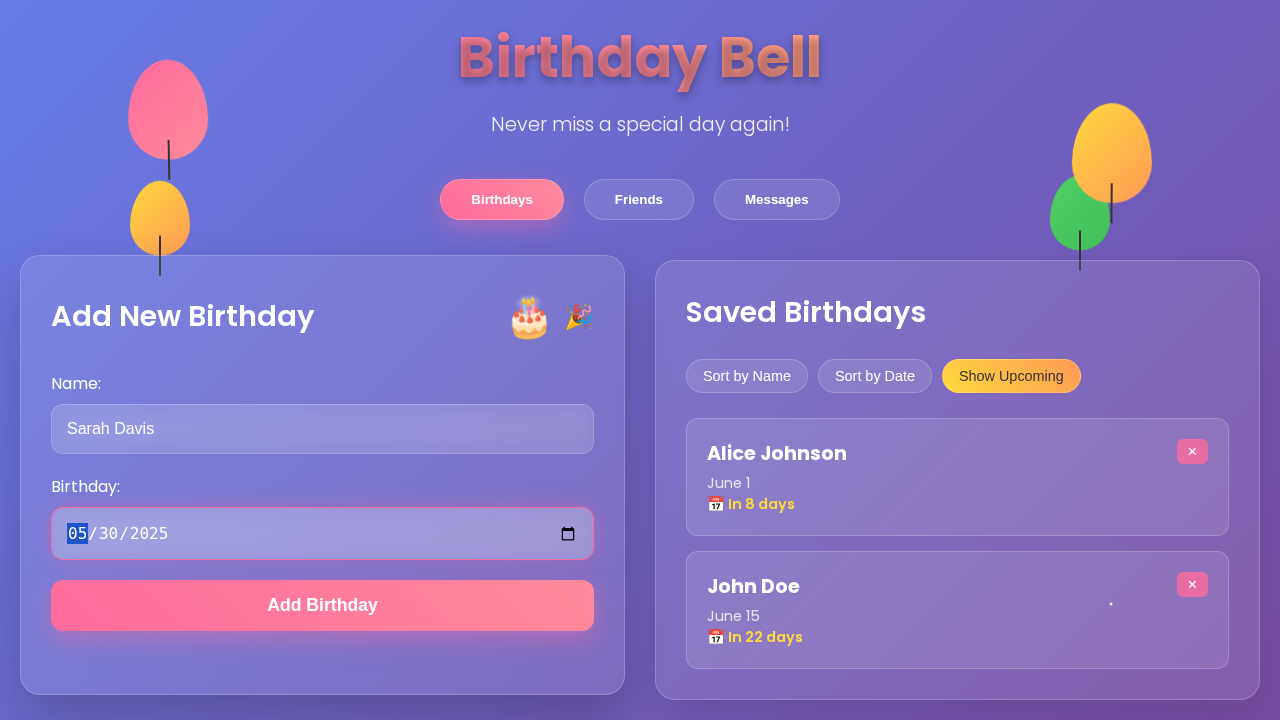 Birthday Bell
Never miss a special day again!
Birthdays
Friends
Messages
Add New Birthday
Name:
Sarah Davis
Birthday:
05/30/2025
Add Birthday
Saved Birthdays
Sort by Name
Sort by Date
Show Upcoming
Alice Johnson
×
June 1
📅 In 8 days
John Doe
×
June 15
📅 In 22 days